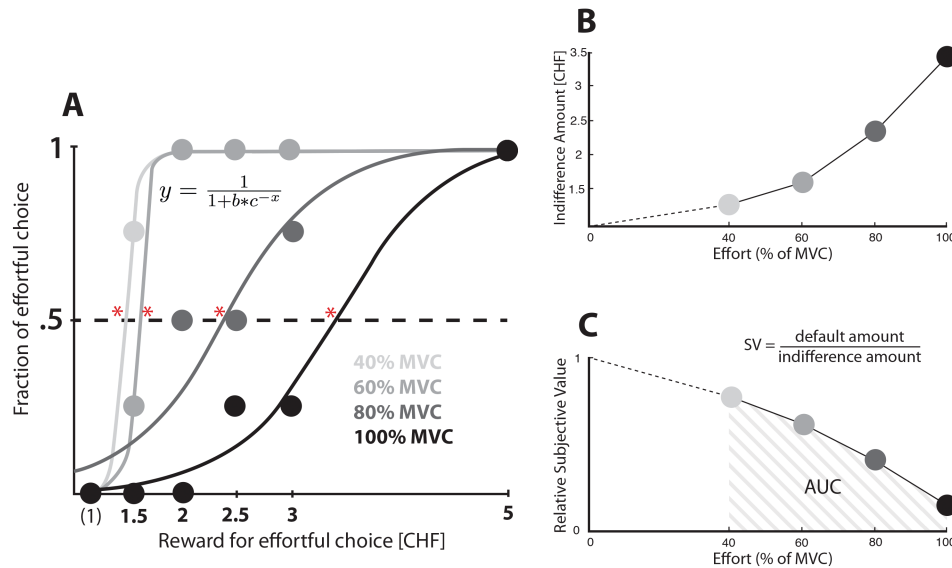 A
1
.5
Fraction of effortful choice
y = 1 / 1+b*c^-x
* * * *
40% MVC
60% MVC
80% MVC
100% MVC
(1) 1.5 2 2.5 3 5
Reward for effortful choice [CHF]
B
Indifference Amount [CHF]
3.5
3
2.5
2
1.5
0 40 60 80 100
Effort (% of MVC)
C
SV = default amount / indifference amount
Relative Subjective Value
1
0
AUC
0 40 60 80 100
Effort (% of MVC)